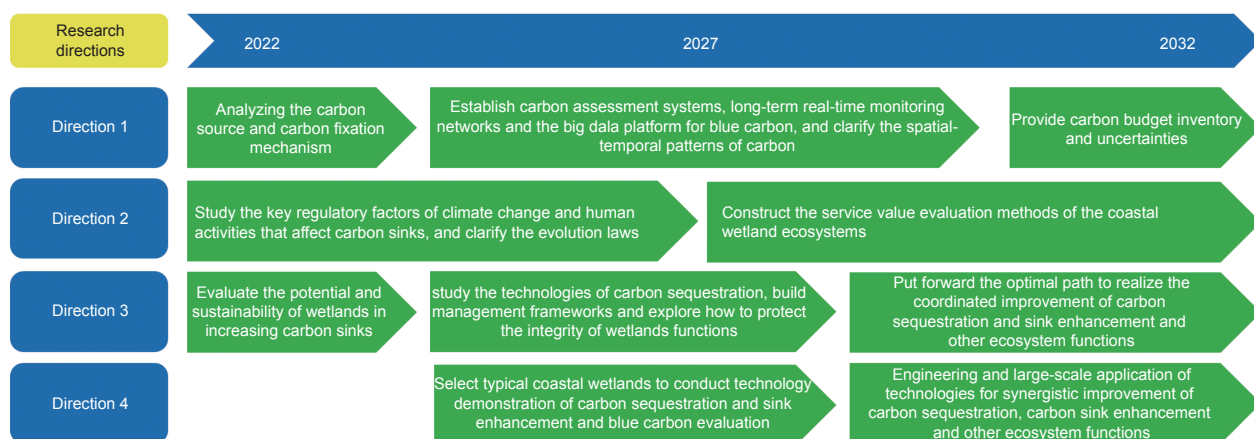 Research
directions
2022
2027
2032
Direction 1
Analyzing the carbon
source and carbon fixation
mechanism
Establish carbon assessment systems, long-term real-time monitoring
networks and the big data platform for blue carbon, and clarify the spatial-
temporal patterns of carbon
Provide carbon budget inventory
and uncertainties
Direction 2
Study the key regulatory factors of climate change and human
activities that affect carbon sinks, and clarify the evolution laws
Construct the service value evaluation methods of the coastal
wetland ecosystems
Direction 3
Evaluate the potential and
sustainability of wetlands in
increasing carbon sinks
study the technologies of carbon sequestration, build
management frameworks and explore how to protect
the integrity of wetlands functions
Put forward the optimal path to realize the
coordinated improvement of carbon
sequestration and sink enhancement and
other ecosystem functions
Direction 4
Select typical coastal wetlands to conduct technology
demonstration of carbon sequestration and sink
enhancement and blue carbon evaluation
Engineering and large-scale application of
technologies for synergistic improvement of
carbon sequestration, carbon sink enhancement
and other ecosystem functions